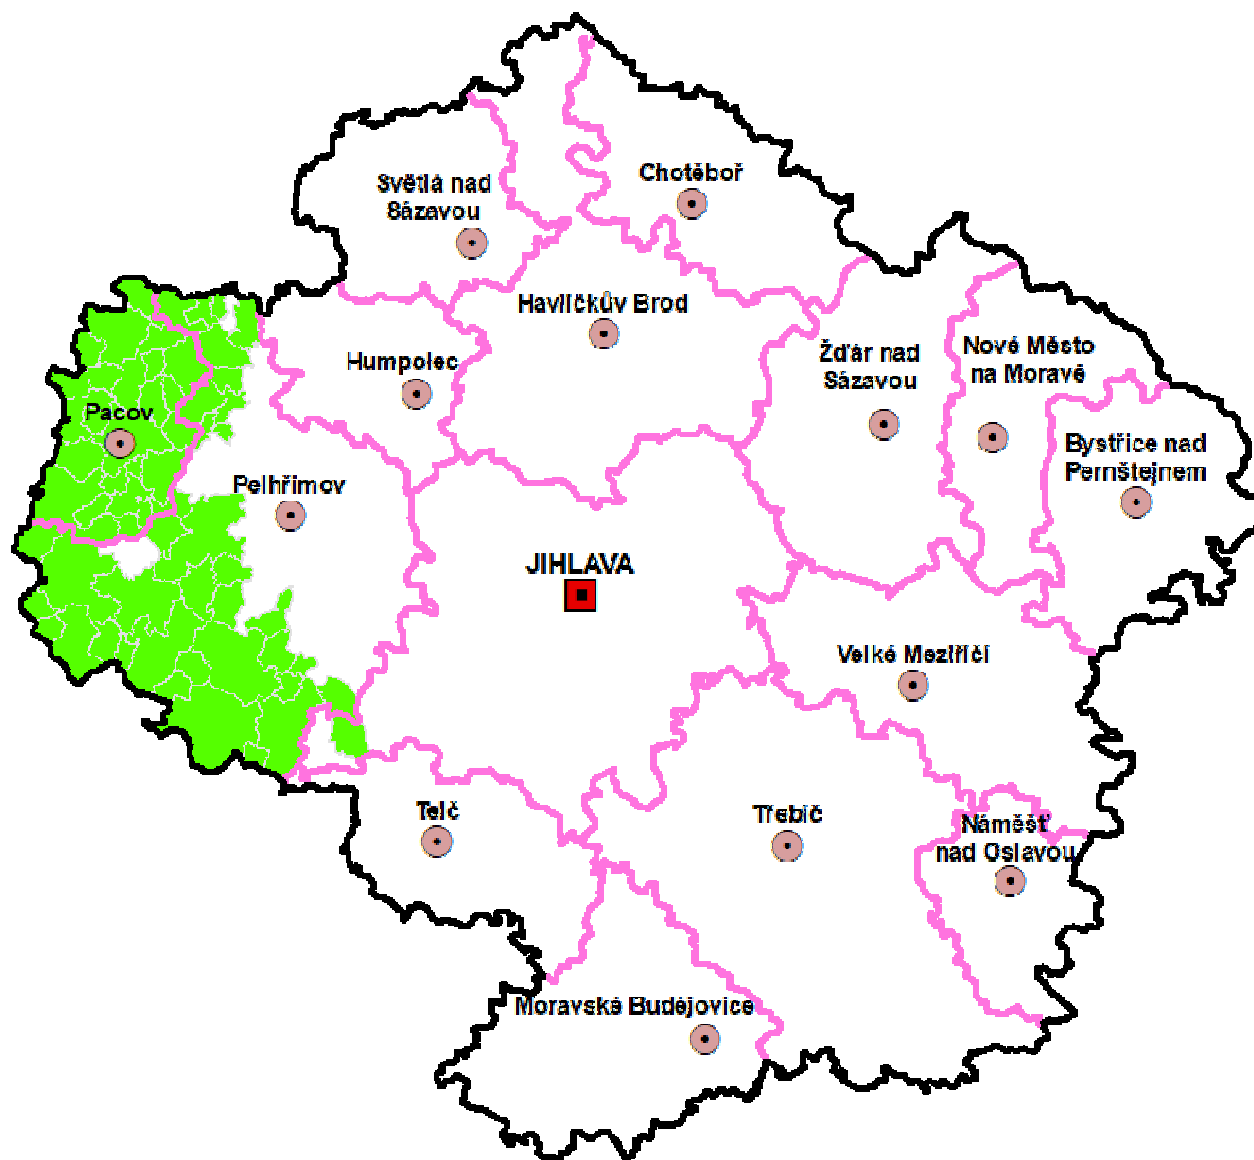 Chotěboř
Světlá nad
Sázavou
Havlíčkův Brod
Humpolec
Žďár nad
Sázavou
Nové Město
na Moravě
Pacov
Bystřice nad
Pernštejnem
Pelhřimov
JIHLAVA
Velké Meziříčí
Telč
Třebíč
Náměšť
nad Oslavou
Moravské Budějovice